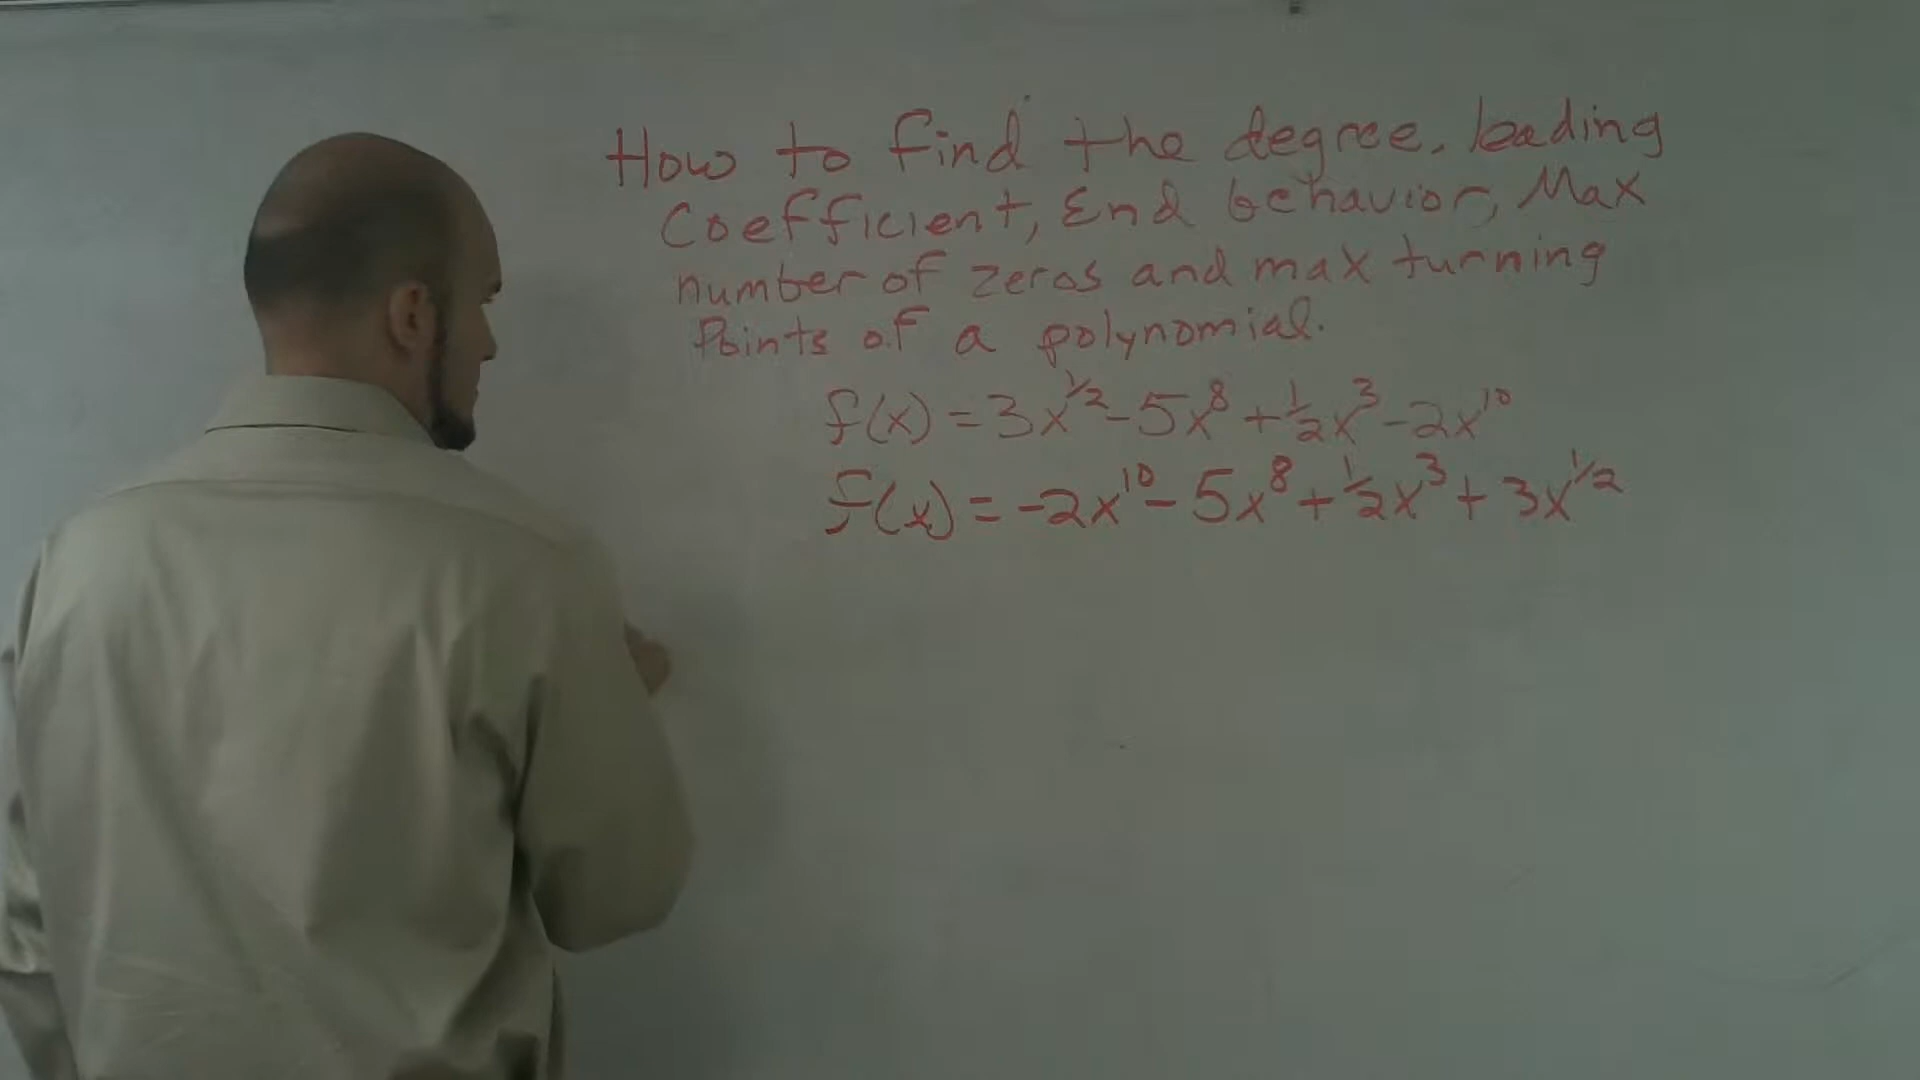 How to find the degree, leading
Coefficient, End behavior, Max
number of zeros and max turning
Points of a polynomial.
f(x) = 3x^1/2 - 5x^8 + 1/2x^3 - 2x^10
f(x) = -2x^10 - 5x^8 + 1/2x^3 + 3x^1/2